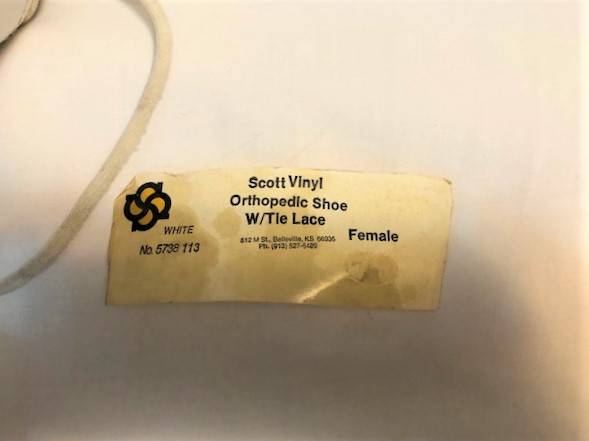 Scott Vinyl
Orthopedic Shoe
W/Tie Lace
WHITE
No. 5738 113
812 M St., Belleville, KS 66935
Ph. (913) 527-5429
Female